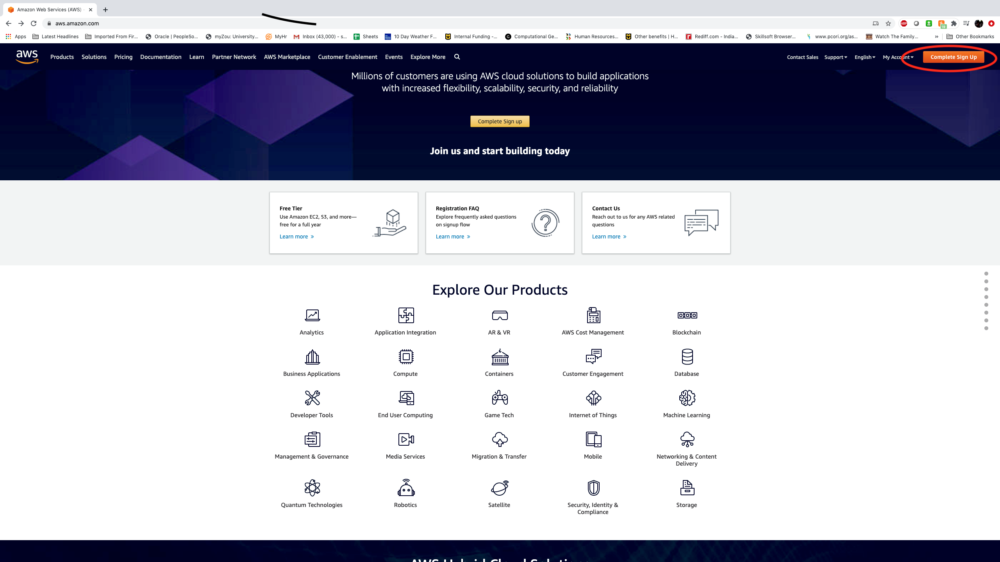 Amazon Web Services (AWS) -
aws.amazon.com
ABP
19
Apps
Latest Headlines
Imported From Fir...
Oracle | PeopleSo...
myZou: University...
MyHr
Inbox (43,000) - s...
Sheets
10 Day Weather F...
Internal Funding -...
Computational Ge...
Human Resources...
Other benefits | H...
Rediff.com - India...
Skillsoft Browser...
www.pcori.org/as...
Watch The Family...
»
Other Bookmarks
aws
Products
Solutions
Pricing
Documentation
Learn
Partner Network
AWS Marketplace
Customer Enablement
Events
Explore More
Contact Sales
Support
English
My Account
Complete Sign Up
Millions of customers are using AWS cloud solutions to build applications
with increased flexibility, scalability, security, and reliability
Complete Sign up
Join us and start building today
Free Tier
Use Amazon EC2, S3, and more—
free for a full year
Learn more »
Registration FAQ
Explore frequently asked questions
on signup flow
Learn more »
Contact Us
Reach out to us for any AWS related
questions
Learn more »
Explore Our Products
Analytics
Application Integration
AR & VR
AWS Cost Management
Blockchain
Business Applications
Compute
Containers
Customer Engagement
Database
Developer Tools
End User Computing
Game Tech
Internet of Things
Machine Learning
Management & Governance
Media Services
Migration & Transfer
Mobile
Networking & Content
Delivery
Quantum Technologies
Robotics
Satellite
Security, Identity &
Compliance
Storage
AWS Hybrid Cloud Solutions